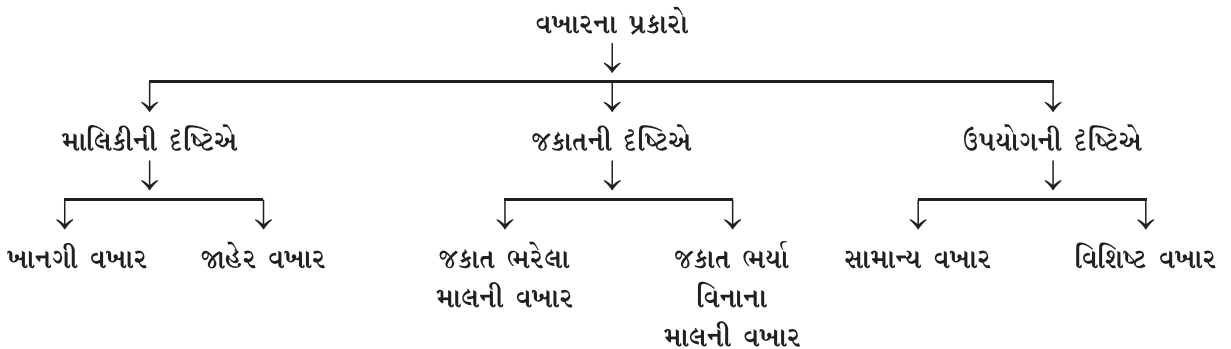 વખારના પ્રકારો
માલિકીની દૃષ્ટિએ જકાતની દૃષ્ટિએ ઉપયોગની દૃષ્ટિએ
ખાનગી વખાર જાહેર વખાર જકાત ભરેલા જકાત ભર્યા સામાન્ય વખાર વિશિષ્ટ વખાર
માલની વખાર વિનાના
માલની વખાર